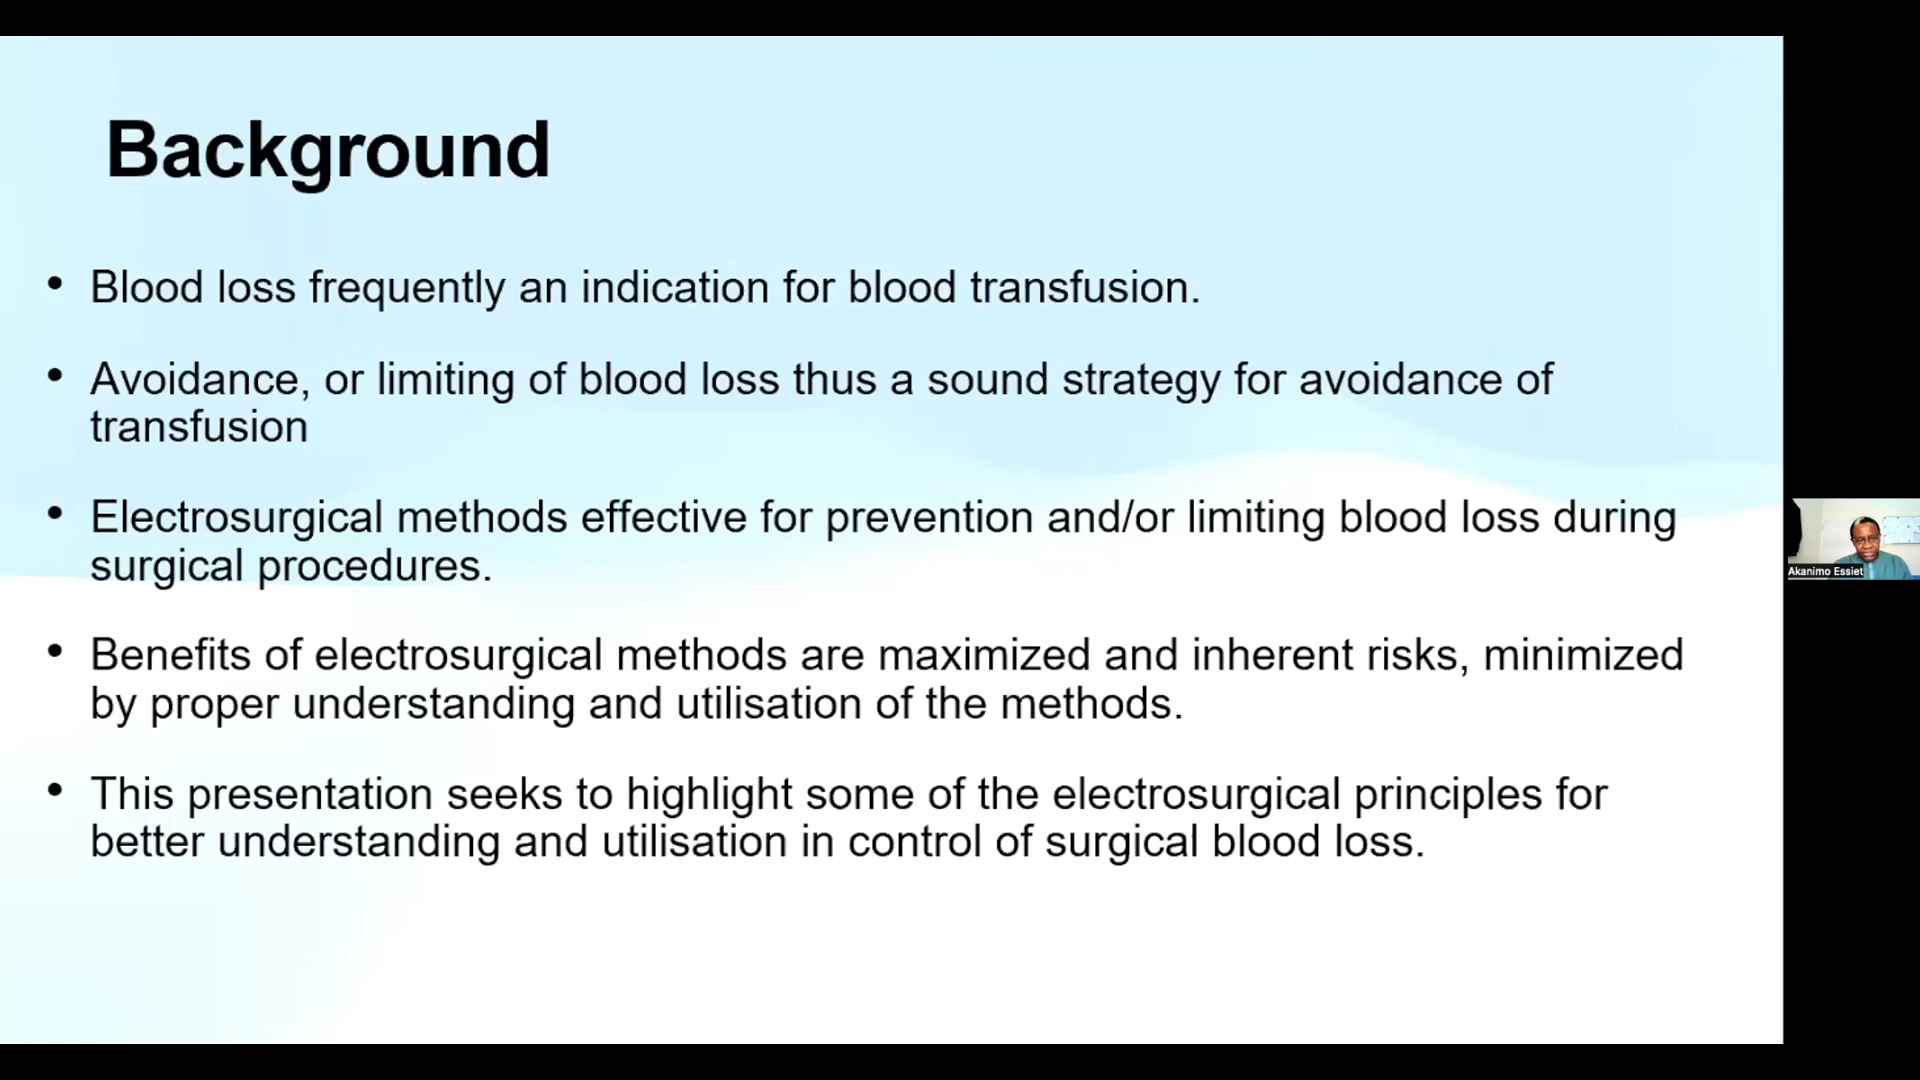 Background
• Blood loss frequently an indication for blood transfusion.
• Avoidance, or limiting of blood loss thus a sound strategy for avoidance of
transfusion
• Electrosurgical methods effective for prevention and/or limiting blood loss during
surgical procedures.
• Benefits of electrosurgical methods are maximized and inherent risks, minimized
by proper understanding and utilisation of the methods.
• This presentation seeks to highlight some of the electrosurgical principles for
better understanding and utilisation in control of surgical blood loss.
Akanimo Essiet